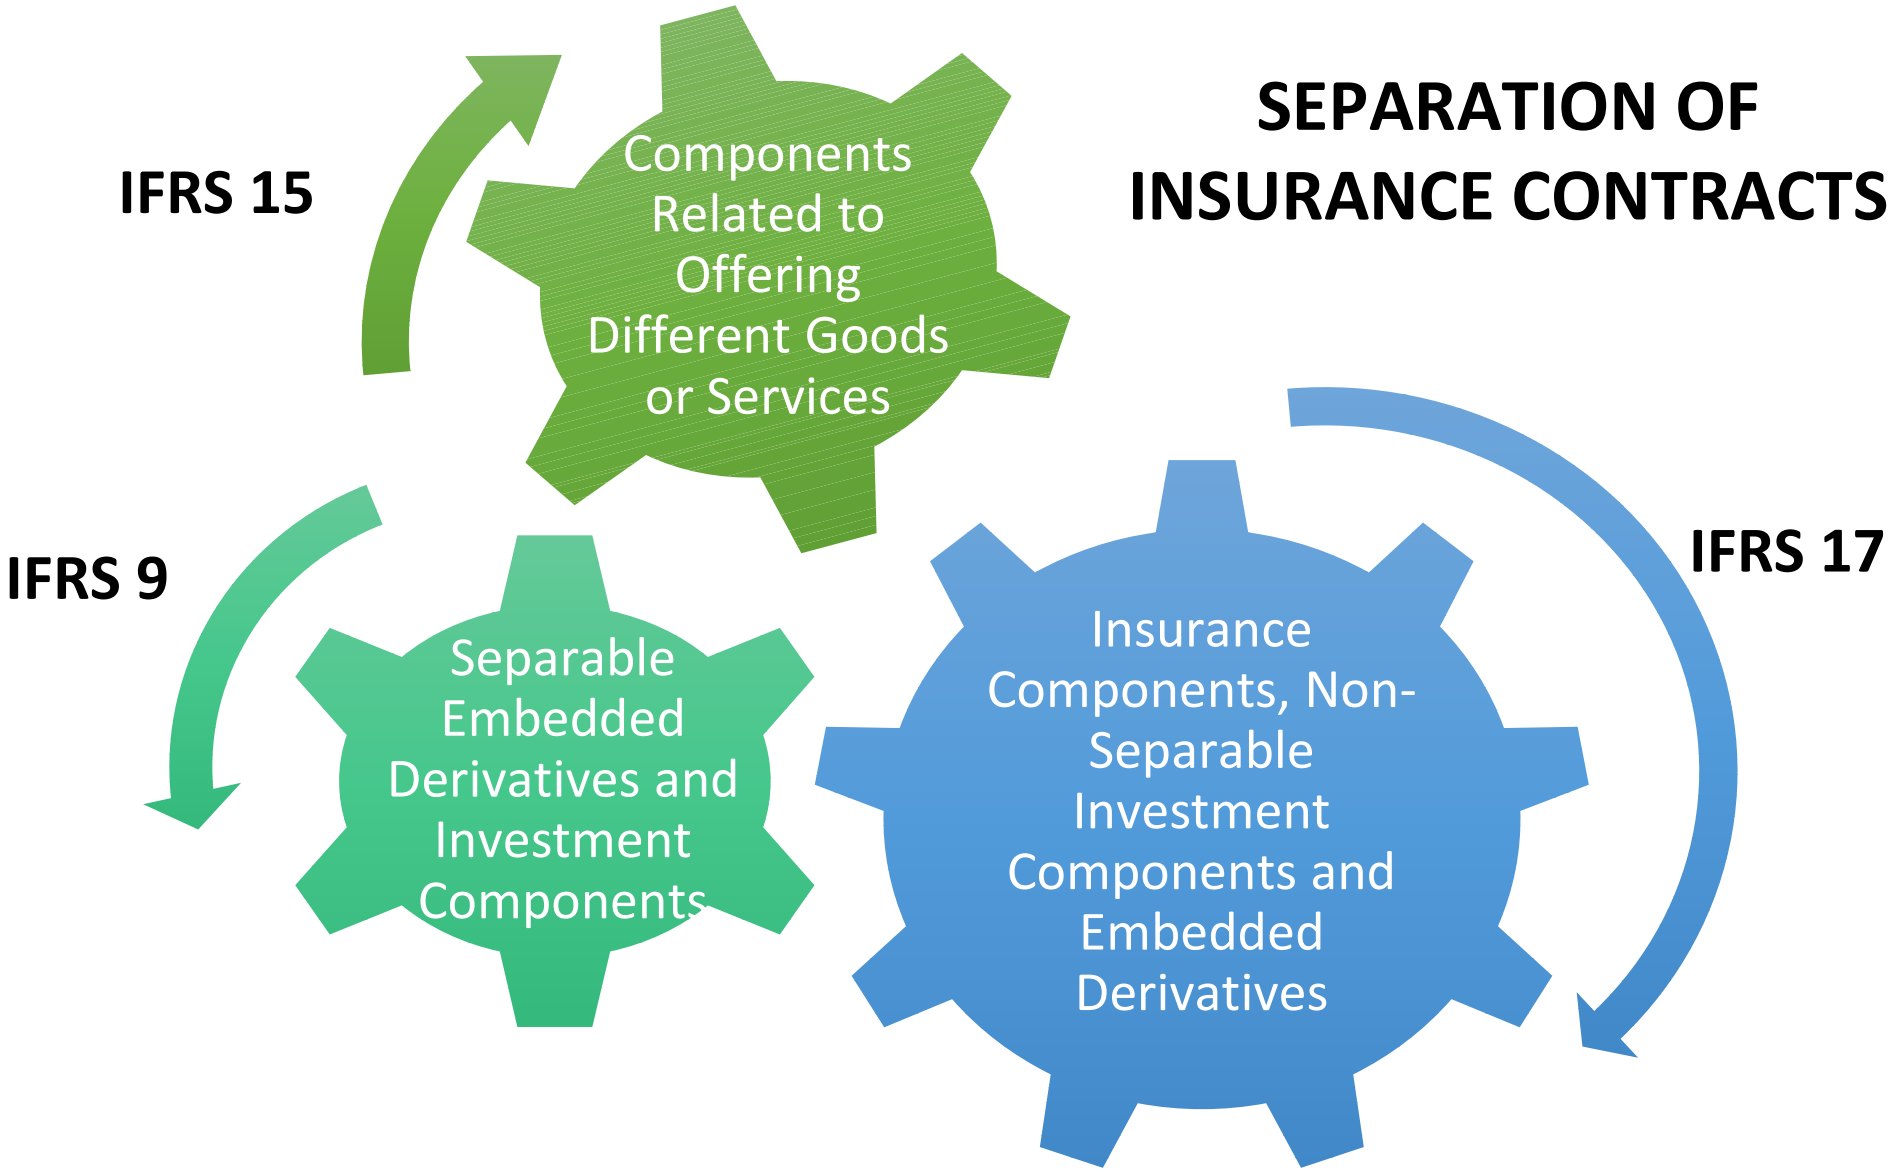 SEPARATION OF
INSURANCE CONTRACTS
IFRS 15
Components
Related to
Offering
Different Goods
or Services
IFRS 9
Separable
Embedded
Derivatives and
Investment
Components
IFRS 17
Insurance
Components, Non-
Separable
Investment
Components and
Embedded
Derivatives